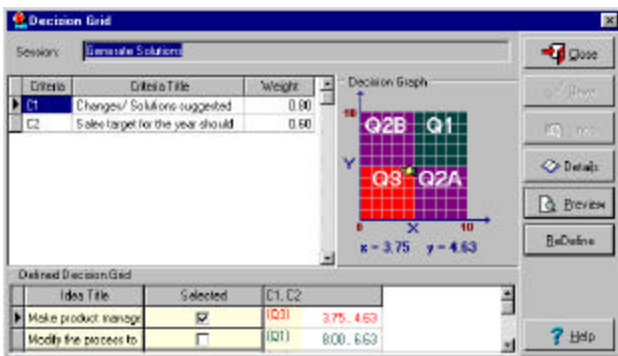 Decision Grid
Session: Generate Solutions
Close
Criteria Criteria Title Weight
C1 Changes/ Solutions suggested 0.80
C2 Sales target for the year should 0.60
Decision Graph
10
Q2B Q1
Y
Q3 Q2A
0 X 10
x = 3.75 y = 4.63
Details
Preview
ReDefine
Defined Decision Grid
Idea Title Selected C1, C2
Make product manage (Q3) 3.75, 4.63
Modify the process to (Q1) 8.00, 6.63
Help